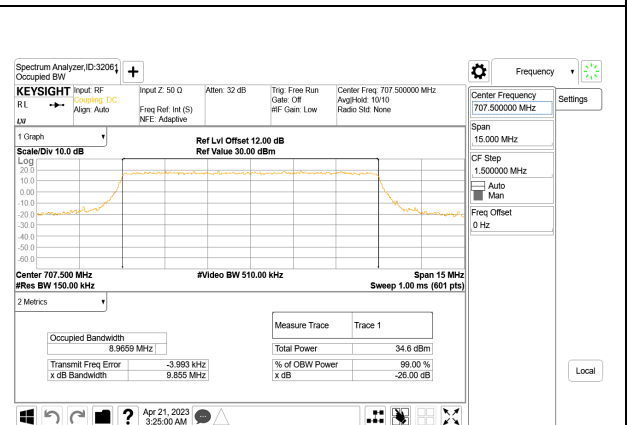 Spectrum Analyzer,ID:32061
Occupied BW
Frequency
KEYSIGHT Input: RF Input Z: 50 Ω Atten: 32 dB Trig: Free Run Center Freq: 707.500000 MHz
RL Coupling: DC Gate: Off Avg|Hold: 10/10
Align: Auto Freq Ref: Int (S) #IF Gain: Low Radio Std: None
LXI NFE: Adaptive
Center Frequency
707.500000 MHz
Settings
Span
15.000 MHz
CF Step
1.500000 MHz
Auto
Man
Freq Offset
0 Hz
Local
1 Graph
Ref Lvl Offset 12.00 dB
Scale/Div 10.0 dB Ref Value 30.00 dBm
Log
20.0
10.0
0.00
-10.0
-20.0
-30.0
-40.0
-50.0
-60.0
Center 707.500 MHz #Video BW 510.00 kHz Span 15 MHz
#Res BW 150.00 kHz Sweep 1.00 ms (601 pts)
2 Metrics
Measure Trace Trace 1
Occupied Bandwidth
8.9659 MHz Total Power 34.6 dBm
Transmit Freq Error -3.993 kHz % of OBW Power 99.00 %
x dB Bandwidth 9.855 MHz x dB -26.00 dB
? Apr 21, 2023
3:25:00 AM